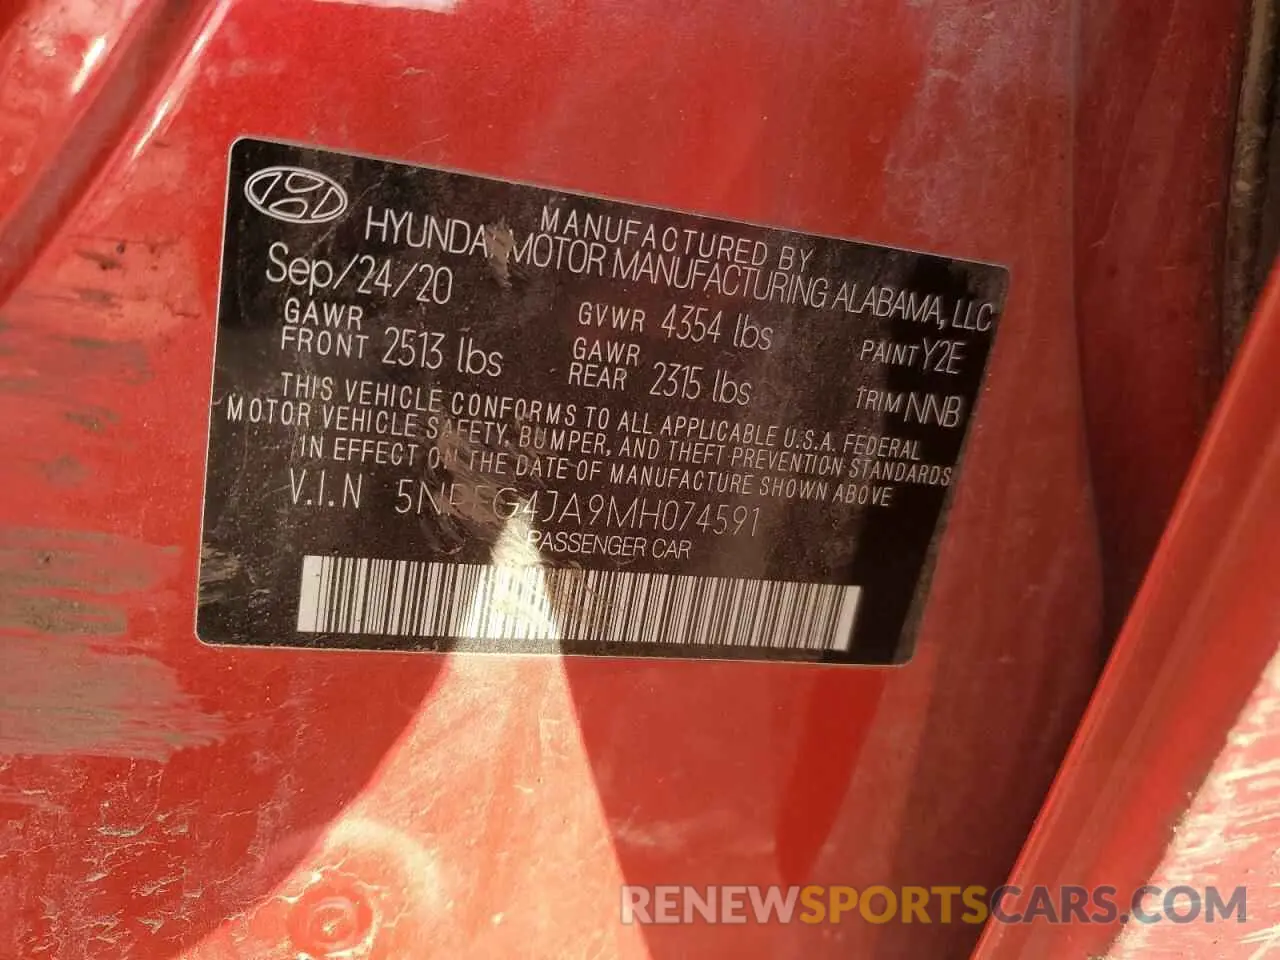 MANUFACTURED BY
HYUNDAI MOTOR MANUFACTURING ALABAMA, LLC
Sep/24/20
GAWR FRONT 2513 lbs
GVWR 4354 lbs
GAWR REAR 2315 lbs
PAINT Y2E
TRIM NNB
THIS VEHICLE CONFORMS TO ALL APPLICABLE U.S.A. FEDERAL
MOTOR VEHICLE SAFETY, BUMPER, AND THEFT PREVENTION STANDARDS
IN EFFECT ON THE DATE OF MANUFACTURE SHOWN ABOVE
V.I.N
PASSENGER CAR
RENEWSPORTSCARS.COM